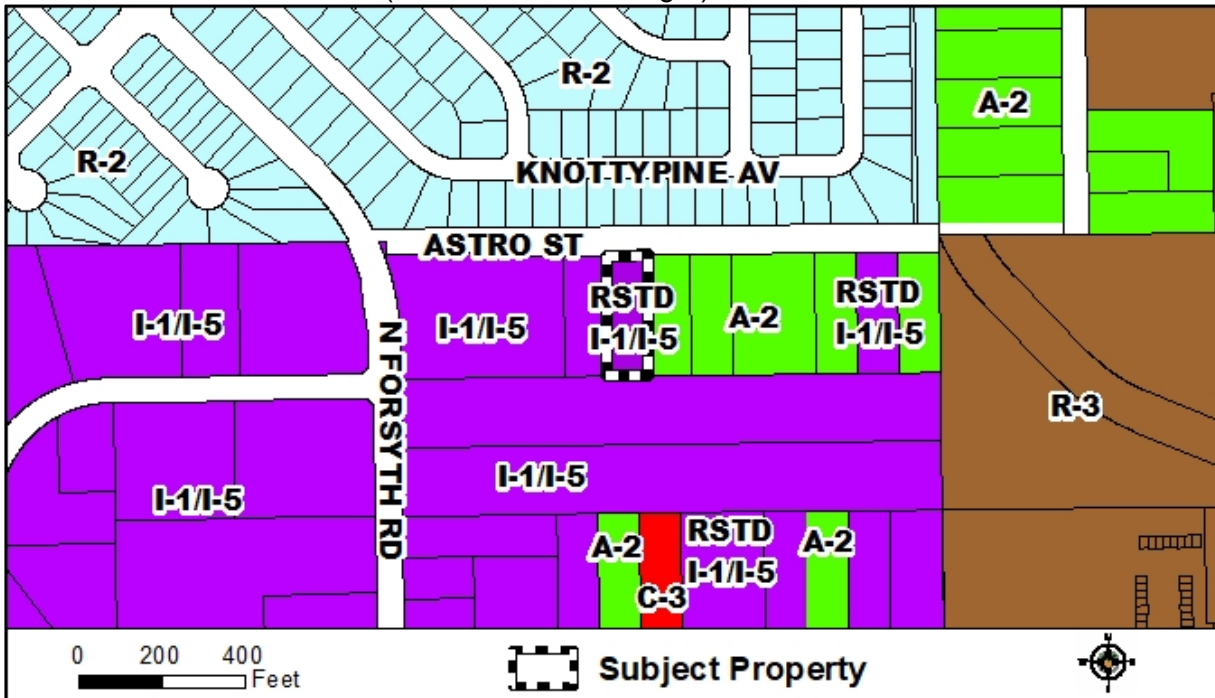 R-2
A-2
R-2
KNOTTYPINE AV
ASTRO ST
RSTD
I-1/I-5
I-1/I-5
I-1/I-5
A-2
RSTD
I-1/I-5
N FORSYTH RD
R-3
I-1/I-5
I-1/I-5
A-2
C-3
RSTD
I-1/I-5
A-2
0 200 400
Feet
Subject Property